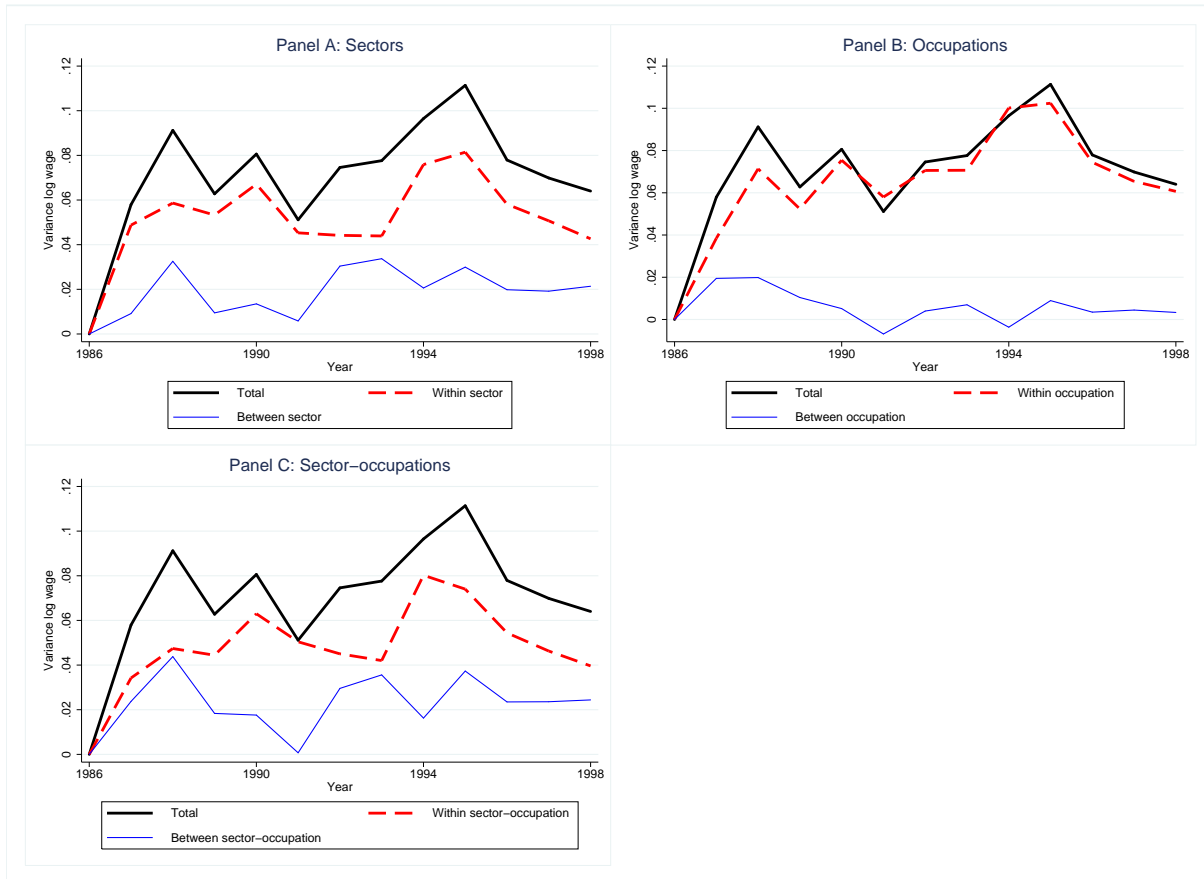 Panel A: Sectors
Variance log wage
0 .02 .04 .06 .08 .1 .12
1986 1990 1994 1998
Year
Total Within sector
Between sector
Panel B: Occupations
Variance log wage
0 .02 .04 .06 .08 .1 .12
1986 1990 1994 1998
Year
Total Within occupation
Between occupation
Panel C: Sector−occupations
Variance log wage
0 .02 .04 .06 .08 .1 .12
1986 1990 1994 1998
Year
Total Within sector−occupation
Between sector−occupation